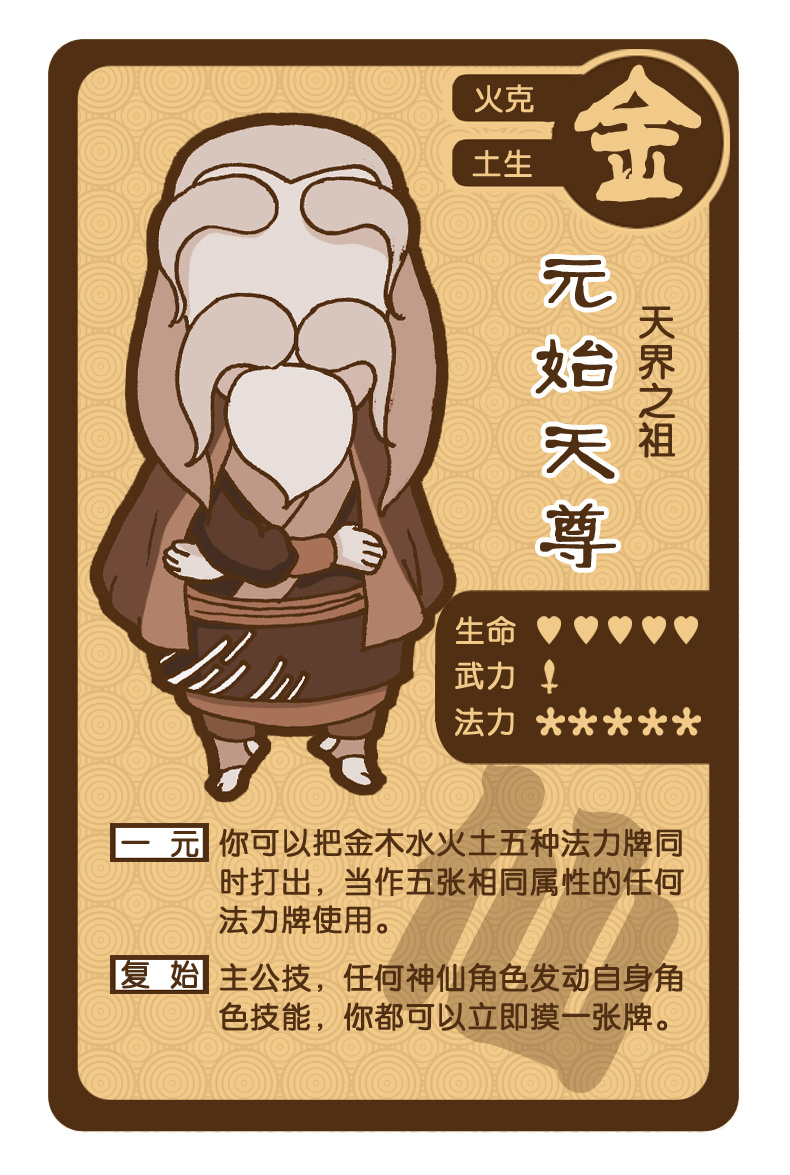 火克
土生
金
元始天尊
天界之祖
生命
武力
法力
一元
你可以把金木水火土五种法力牌同
时打出，当作五张相同属性的任何
法力牌使用。
复始
主公技，任何神仙角色发动自身角
色技能，你都可以立即摸一张牌。
仙